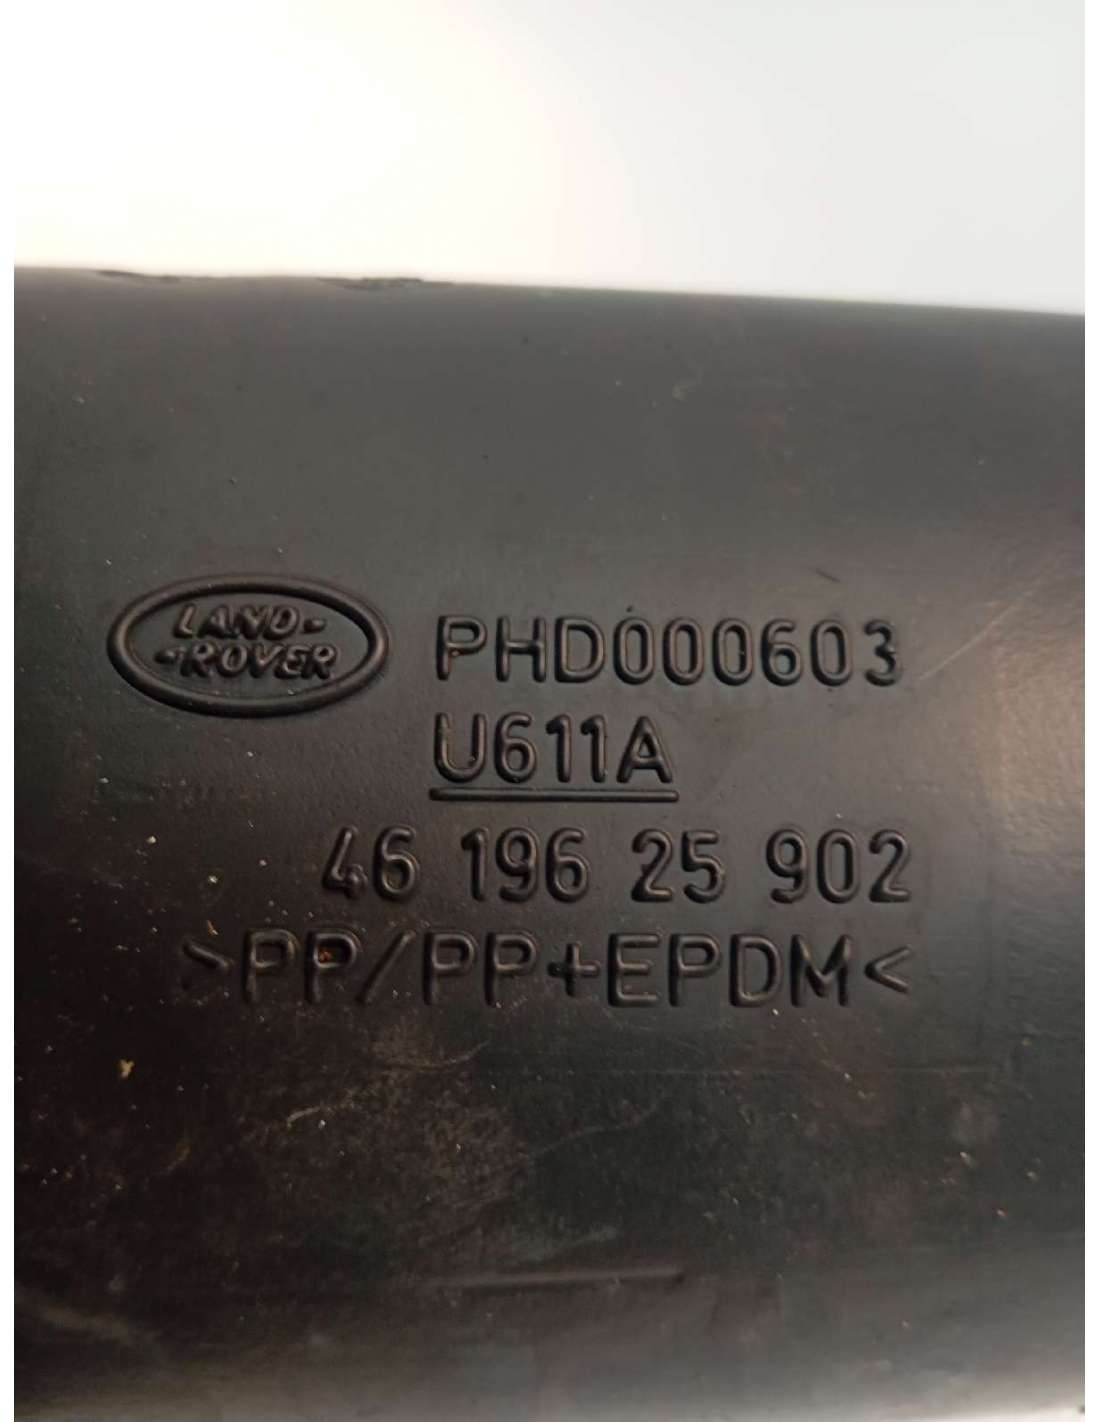 LAND-
-ROVER
PHD000603
U611A
46 196 25 902
>PP/PP+EPDM<